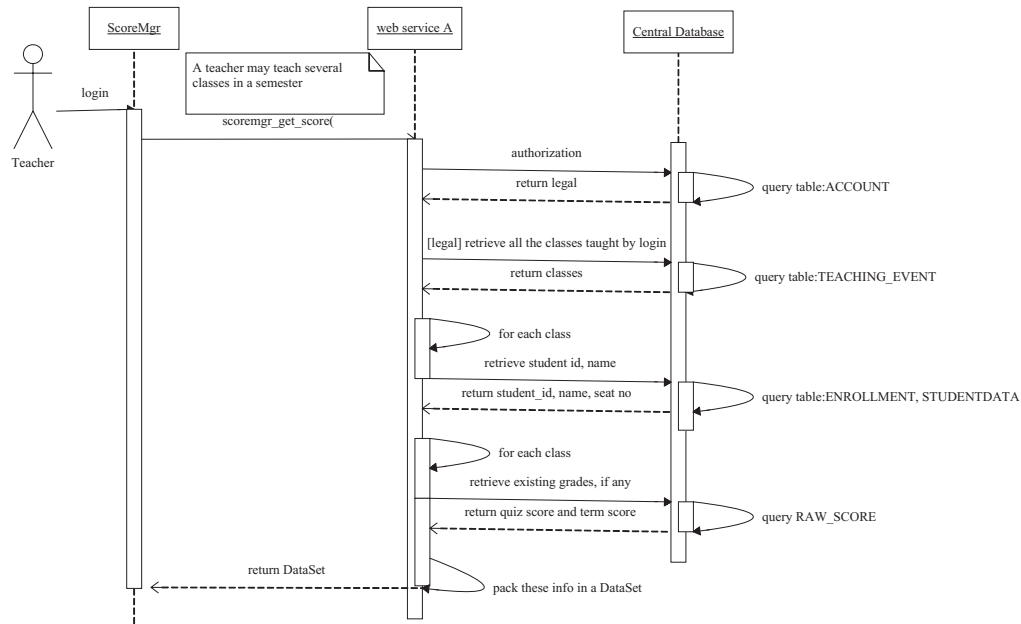 ScoreMgr
web service A
Central Database
A teacher may teach several
classes in a semester
login
scoremgr_get_score(
Teacher
authorization
return legal
query table:ACCOUNT
[legal] retrieve all the classes taught by login
return classes
query table:TEACHING_EVENT
for each class
retrieve student id, name
return student_id, name, seat no
query table:ENROLLMENT, STUDENTDATA
for each class
retrieve existing grades, if any
return quiz score and term score
query RAW_SCORE
return DataSet
pack these info in a DataSet